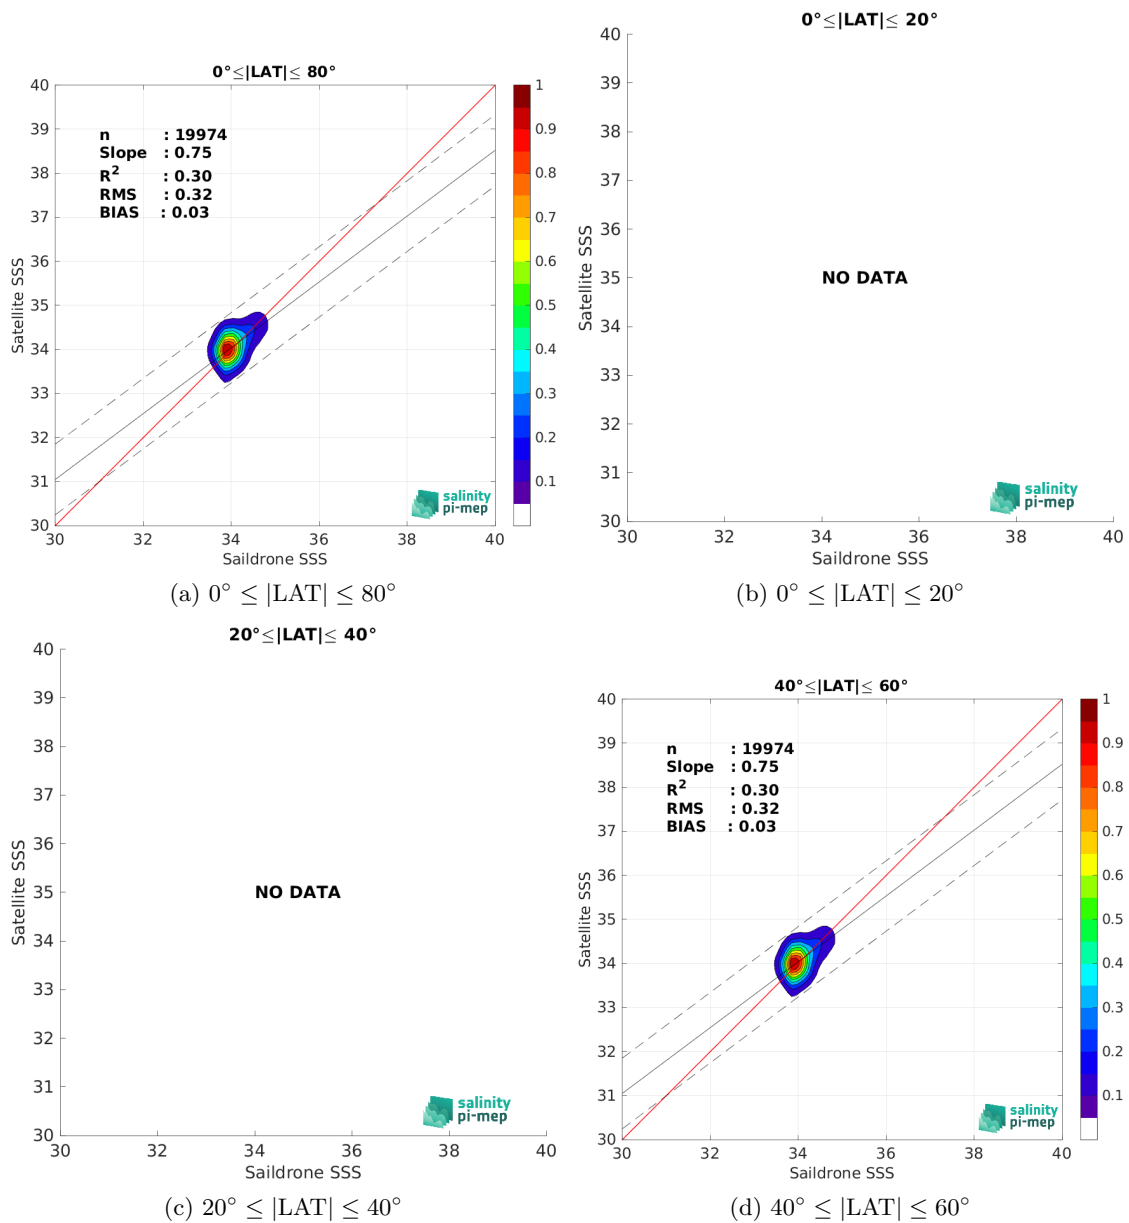 0°≤|LAT|≤ 80°
40
39
38
37
36
35
34
33
32
31
30
Satellite SSS
n : 19974
Slope : 0.75
R² : 0.30
RMS : 0.32
BIAS : 0.03
salinity
pi-mep
30 32 34 36 38 40
Saildrone SSS
1
0.9
0.8
0.7
0.6
0.5
0.4
0.3
0.2
0.1
(a) 0° ≤ |LAT| ≤ 80°
0°≤|LAT|≤ 20°
40
39
38
37
36
35
34
33
32
31
30
Satellite SSS
NO DATA
salinity
pi-mep
30 32 34 36 38 40
Saildrone SSS
(b) 0° ≤ |LAT| ≤ 20°
20°≤|LAT|≤ 40°
40
39
38
37
36
35
34
33
32
31
30
Satellite SSS
NO DATA
salinity
pi-mep
30 32 34 36 38 40
Saildrone SSS
(c) 20° ≤ |LAT| ≤ 40°
40°≤|LAT|≤ 60°
40
39
38
37
36
35
34
33
32
31
30
Satellite SSS
n : 19974
Slope : 0.75
R² : 0.30
RMS : 0.32
BIAS : 0.03
salinity
pi-mep
30 32 34 36 38 40
Saildrone SSS
1
0.9
0.8
0.7
0.6
0.5
0.4
0.3
0.2
0.1
(d) 40° ≤ |LAT| ≤ 60°